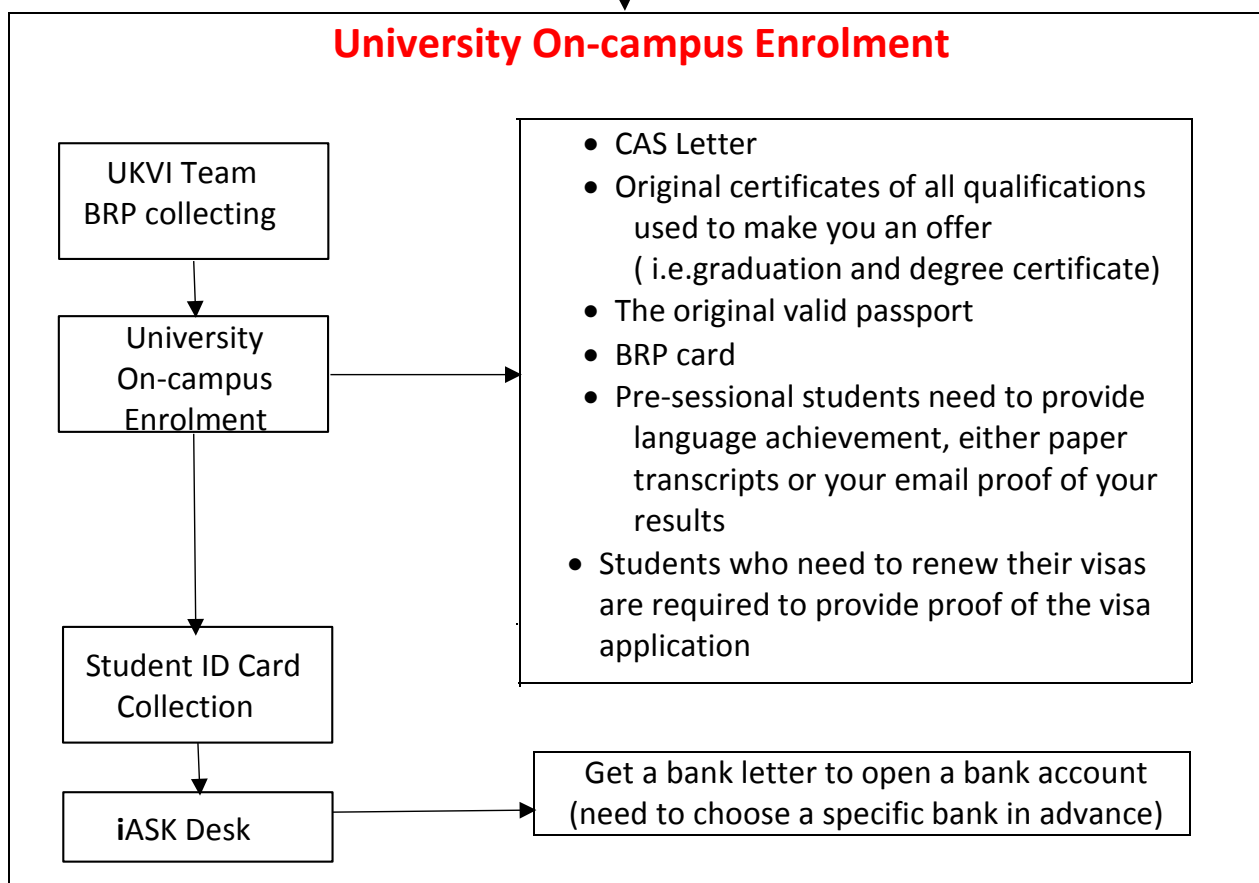 University On-campus Enrolment
UKVI Team
BRP collecting
University
On-campus
Enrolment
• CAS Letter
• Original certificates of all qualifications
used to make you an offer
( i.e.graduation and degree certificate)
• The original valid passport
• BRP card
• Pre-sessional students need to provide
language achievement, either paper
transcripts or your email proof of your
results
• Students who need to renew their visas
are required to provide proof of the visa
application
Student ID Card
Collection
iASK Desk
Get a bank letter to open a bank account
(need to choose a specific bank in advance)